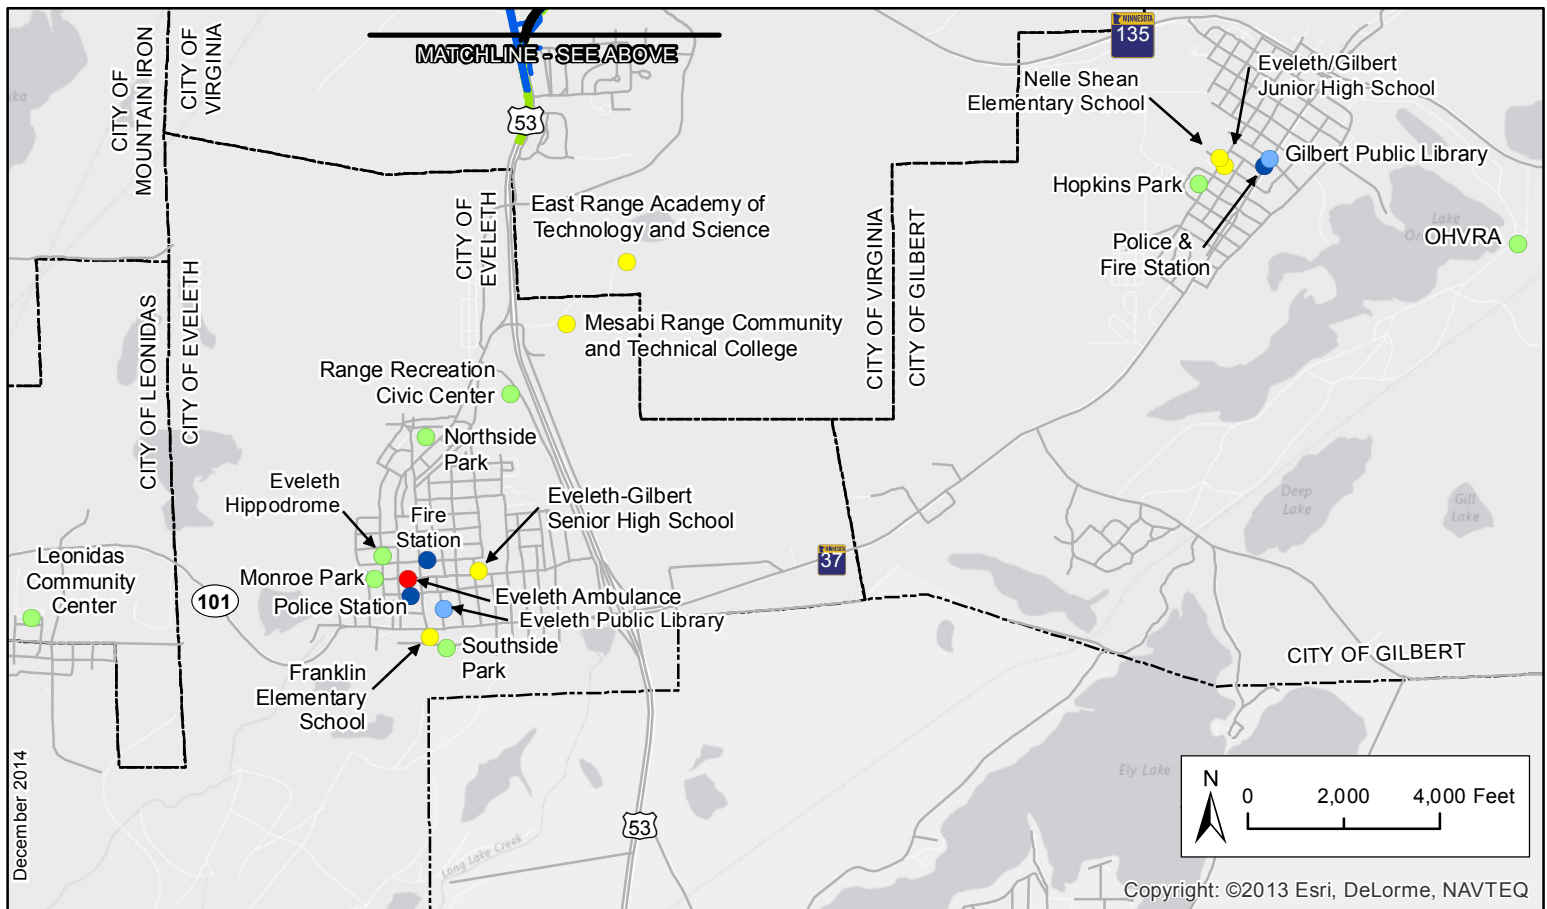 MATCHLINE - SEE ABOVE
CITY OF
MOUNTAIN IRON
CITY OF
VIRGINIA
53
MINNESOTA
135
Nelle Shean
Elementary School
Eveleth/Gilbert
Junior High School
Gilbert Public Library
Hopkins Park
Police &
Fire Station
Lake
OHVRA
CITY OF
EVELETH
East Range Academy of
Technology and Science
Mesabi Range Community
and Technical College
CITY OF VIRGINIA
CITY OF GILBERT
CITY OF LEONIDAS
CITY OF EVELETH
Range Recreation
Civic Center
Northside
Park
Eveleth
Hippodrome
Fire
Station
Eveleth-Gilbert
Senior High School
Deep
Lake
Gill
Lake
Leonidas
Community
Center
101
Monroe Park
Police Station
Eveleth Ambulance
Eveleth Public Library
37
Southside
Park
Franklin
Elementary
School
CITY OF GILBERT
Ely Lake
53
Long Lake Creek
December 2014
N
0 2,000 4,000 Feet
Copyright: ©2013 Esri, DeLorme, NAVTEQ